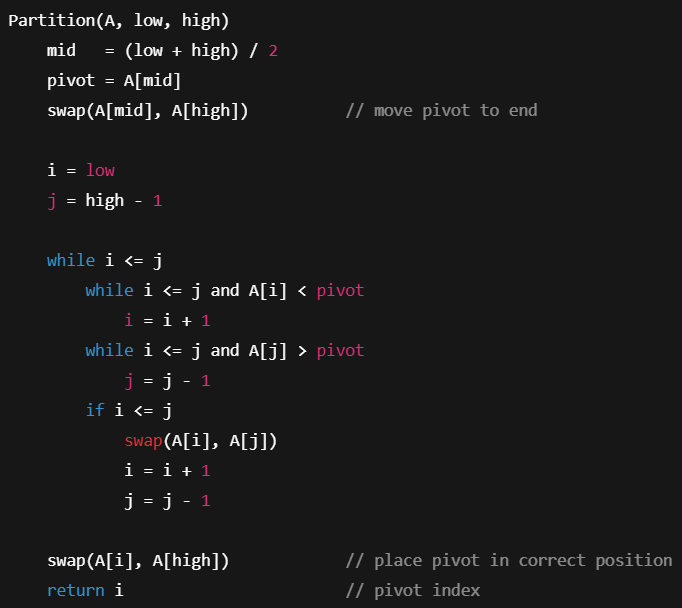 Partition(A, low, high)
    mid   = (low + high) / 2
    pivot = A[mid]
    swap(A[mid], A[high])          // move pivot to end

    i = low
    j = high - 1

    while i <= j
        while i <= j and A[i] < pivot
            i = i + 1
        while i <= j and A[j] > pivot
            j = j - 1
        if i <= j
            swap(A[i], A[j])
            i = i + 1
            j = j - 1

    swap(A[i], A[high])            // place pivot in correct position
    return i                       // pivot index